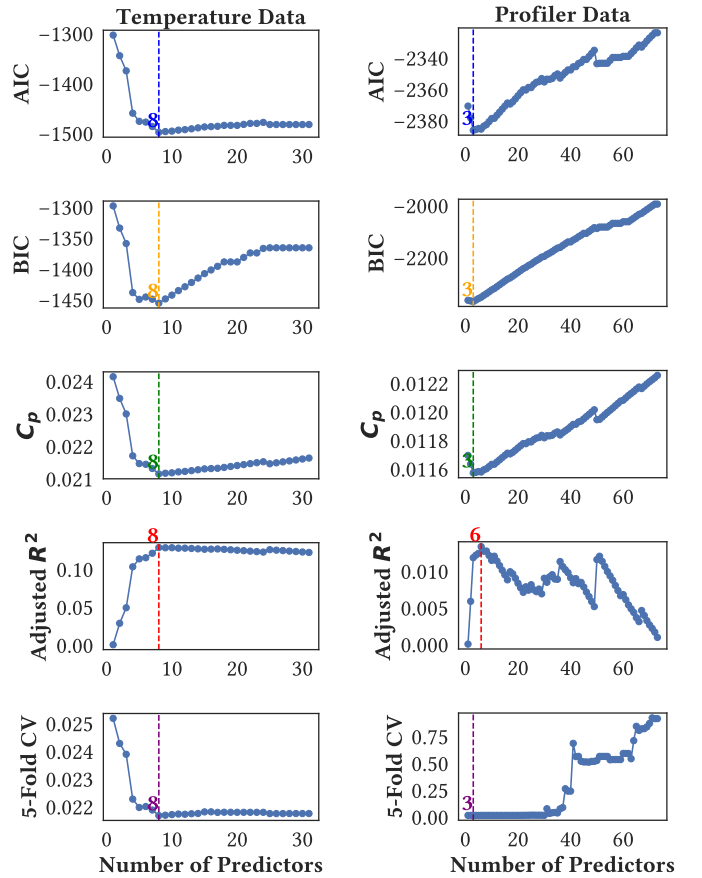 Temperature Data
−1300
−1400
−1500
AIC
8
0 10 20 30
Profiler Data
−2340
−2360
−2380
AIC
3
0 20 40 60
−1300
−1350
−1400
−1450
BIC
8
0 10 20 30
−2000
−2200
BIC
3
0 20 40 60
0.024
0.023
0.022
0.021
Cp
8
0 10 20 30
0.0122
0.0120
0.0118
0.0116
Cp
3
0 20 40 60
0.10
0.05
0.00
Adjusted R²
8
0 10 20 30
0.010
0.005
0.000
Adjusted R²
6
0 20 40 60
0.025
0.024
0.023
0.022
5-Fold CV
8
0 10 20 30
Number of Predictors
0.75
0.50
0.25
0.00
5-Fold CV
3
0 20 40 60
Number of Predictors